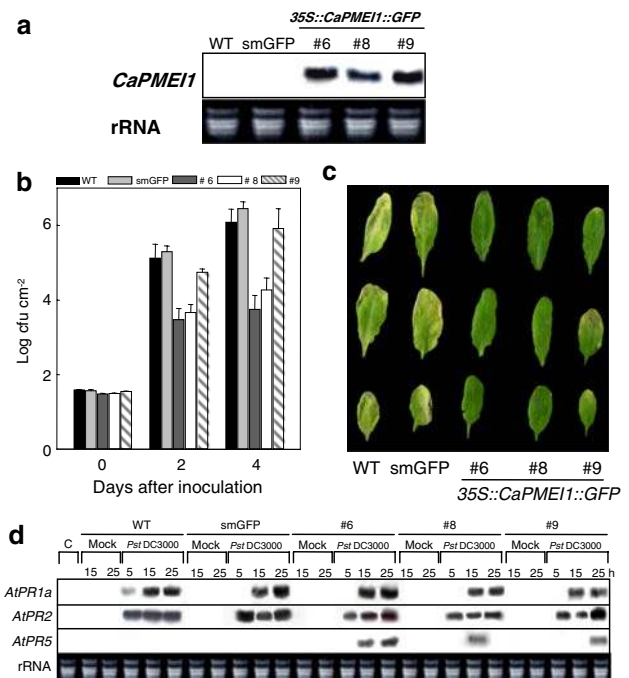 a
35S::CaPMEI1::GFP
WT smGFP #6 #8 #9
CaPMEI1
rRNA
b
WT smGFP # 6 # 8 #9
6
4
2
0
Log cfu cm-2
0 2 4
Days after inoculation
c
WT smGFP #6 #8 #9
35S::CaPMEI1::GFP
d
WT smGFP #6 #8 #9
C Mock Pst DC3000 Mock Pst DC3000 Mock Pst DC3000 Mock Pst DC3000 Mock Pst DC3000
15 25 5 15 25 15 25 5 15 25 15 25 5 15 25 15 25 5 15 25 15 25 5 15 25 h
AtPR1a
AtPR2
AtPR5
rRNA